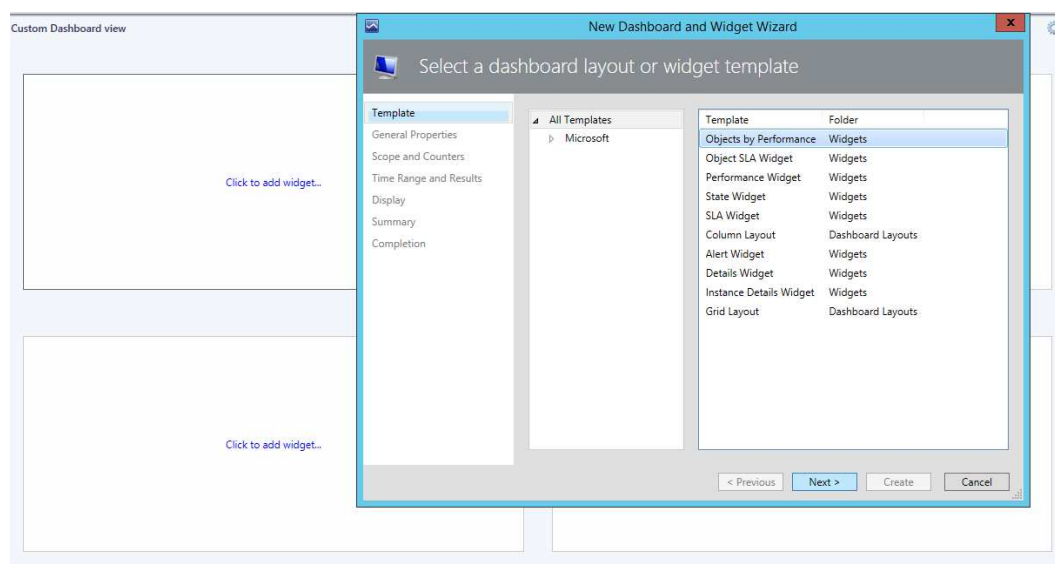 Custom Dashboard view
New Dashboard and Widget Wizard
x
Select a dashboard layout or widget template
Template
General Properties
Scope and Counters
Time Range and Results
Display
Summary
Completion
All Templates
Microsoft
Template Folder
Objects by Performance Widgets
Object SLA Widget Widgets
Performance Widget Widgets
State Widget Widgets
SLA Widget Widgets
Column Layout Dashboard Layouts
Alert Widget Widgets
Details Widget Widgets
Instance Details Widget Widgets
Grid Layout Dashboard Layouts
< Previous Next > Create Cancel
Click to add widget...
Click to add widget...